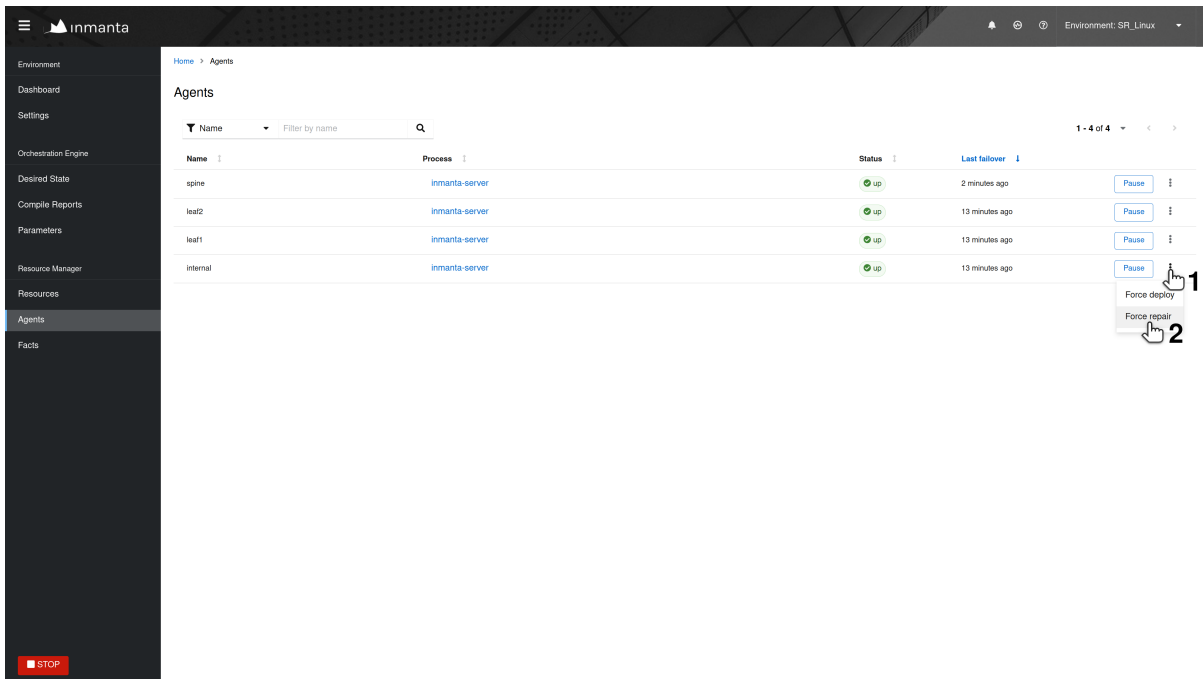 inmanta
Environment: SR_Linux
Environment
Dashboard
Settings
Orchestration Engine
Desired State
Compile Reports
Parameters
Resource Manager
Resources
Agents
Facts
STOP
Home > Agents
Agents
Name Filter by name 1 - 4 of 4
Name Process Status Last failover
spine inmanta-server up 2 minutes ago Pause
leaf2 inmanta-server up 13 minutes ago Pause
leaf1 inmanta-server up 13 minutes ago Pause
internal inmanta-server up 13 minutes ago Pause
1
Force deploy
Force repair
2